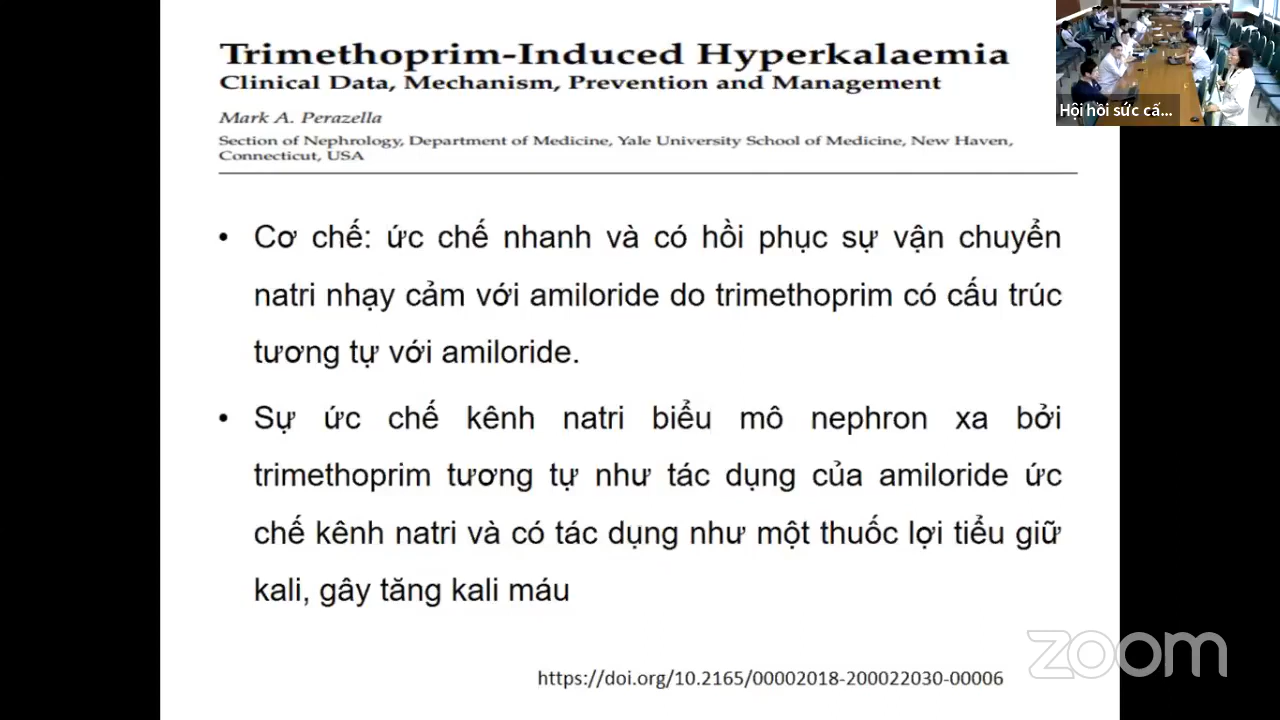 Trimethoprim-Induced Hyperkalaemia
Clinical Data, Mechanism, Prevention and Management
Mark A. Perazella
Section of Nephrology, Department of Medicine, Yale University School of Medicine, New Haven,
Connecticut, USA
Hội hồi sức cấ...
• Cơ chế: ức chế nhanh và có hồi phục sự vận chuyển
natri nhạy cảm với amiloride do trimethoprim có cấu trúc
tương tự với amiloride.
• Sự ức chế kênh natri biểu mô nephron xa bởi
trimethoprim tương tự như tác dụng của amiloride ức
chế kênh natri và có tác dụng như một thuốc lợi tiểu giữ
kali, gây tăng kali máu
https://doi.org/10.2165/00002018-200022030-00006
zoom